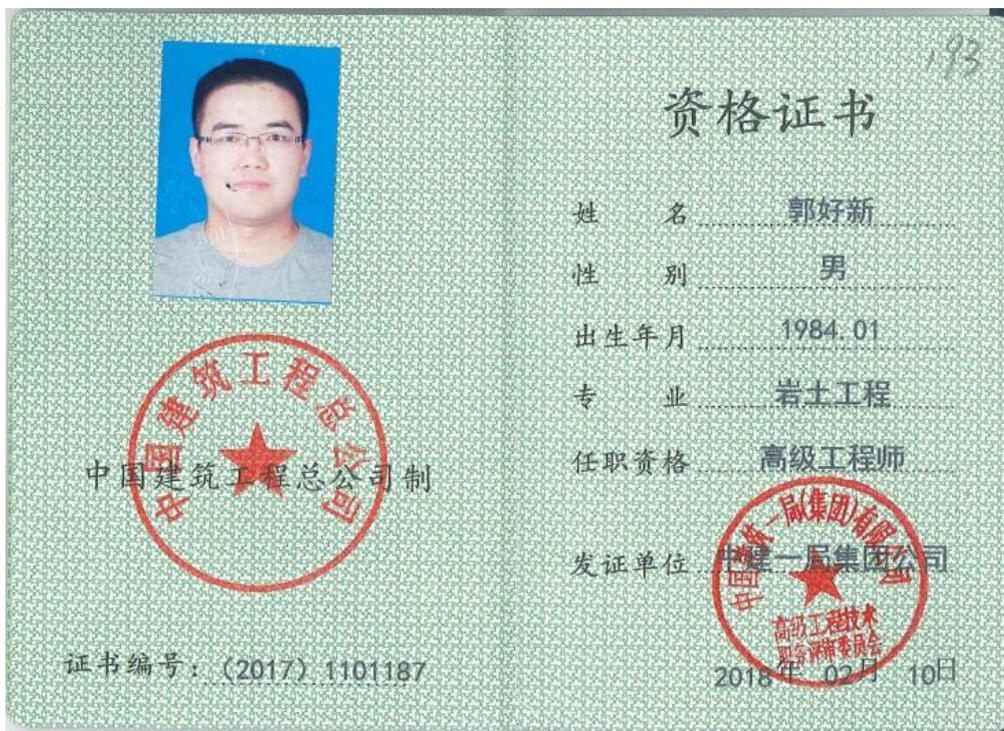 中国建筑工程总公司
中国建筑工程总公司制
证书编号：（2017）1101187
193
资格证书
姓 名 郭好新
性 别 男
出生年月 1984.01
专 业 岩土工程
任职资格 高级工程师
发证单位 中建一局集团公司
中国建筑一局(集团)有限公司
高级工程技术
职务评审委员会
2018年 02月 10日